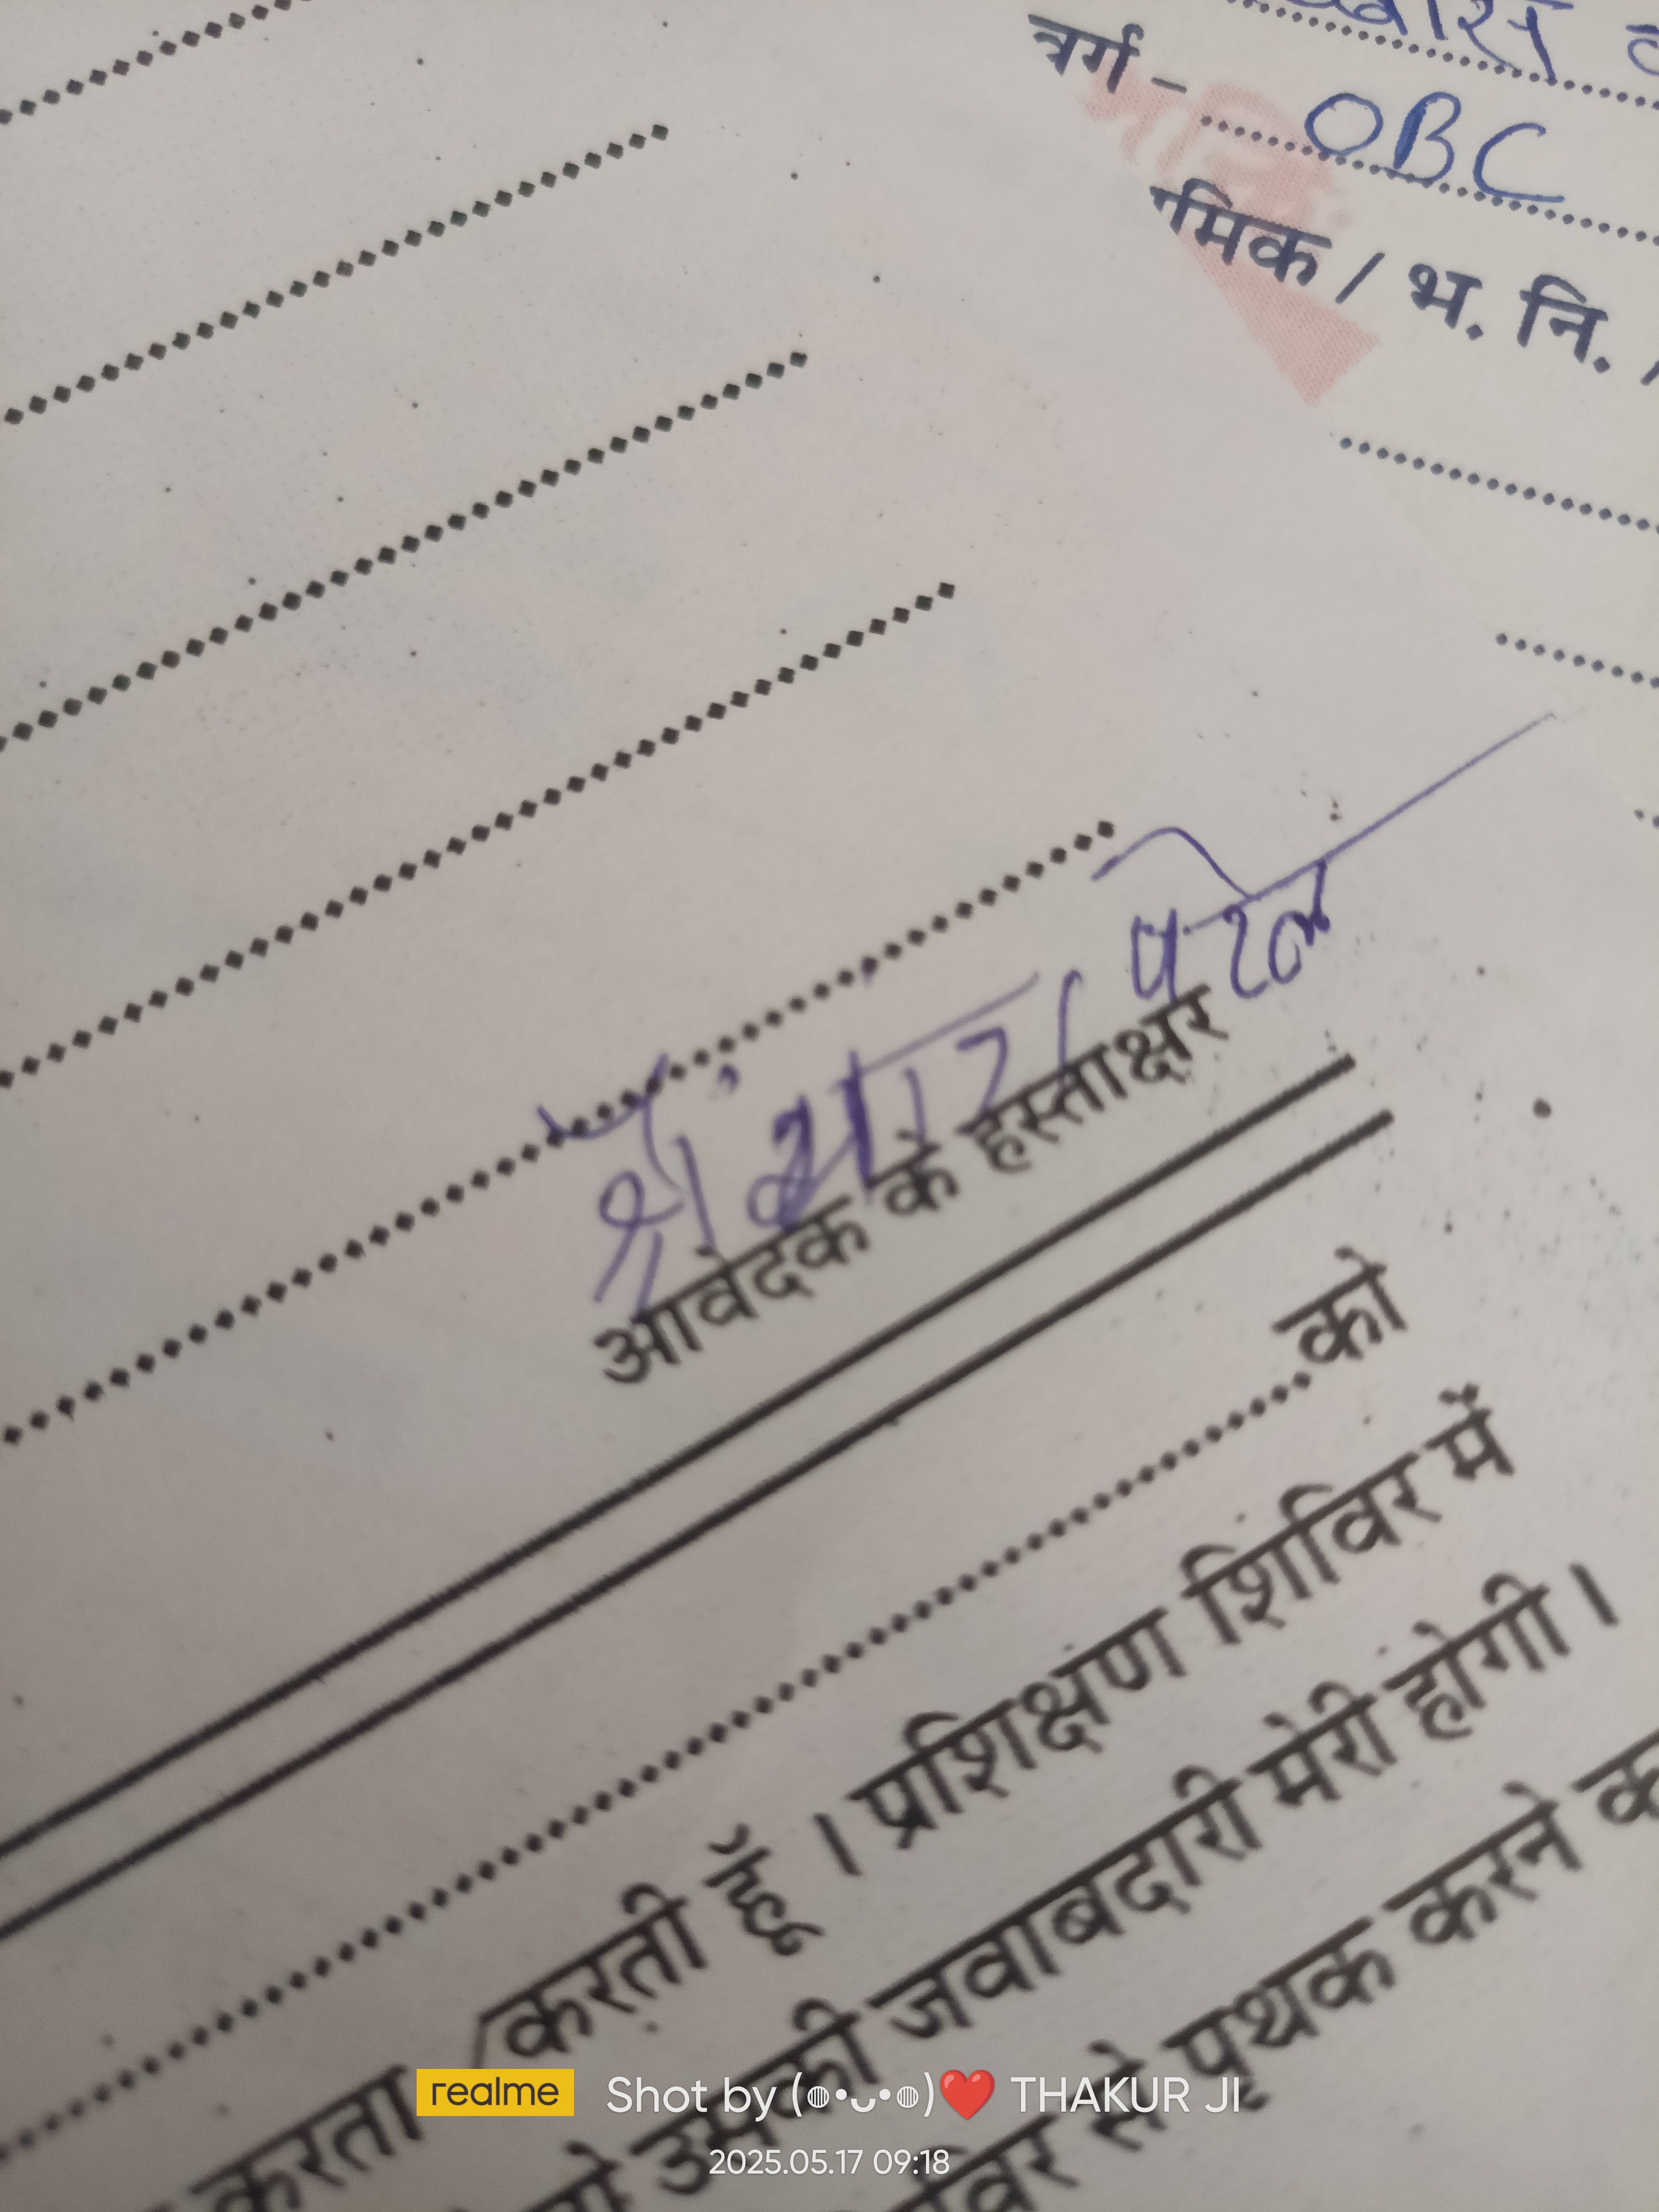 वर्ग - OBC
मिक / भ. नि. /
आवेदक के हस्ताक्षर
को
करता / करती हूँ । प्रशिक्षण शिविर में
उसकी जवाबदारी मेरी होगी ।
से पृथक करने
realme Shot by (◍•ᴗ•◍)❤️ THAKUR JI
2025.05.17 09:18